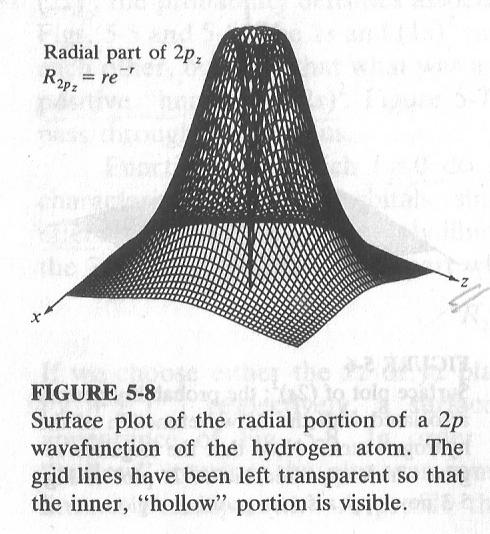 Radial part of 2p_z
R_{2p_z} = re^{-r}
z
x
FIGURE 5-8
Surface plot of the radial portion of a 2p
wavefunction of the hydrogen atom. The
grid lines have been left transparent so that
the inner, “hollow” portion is visible.